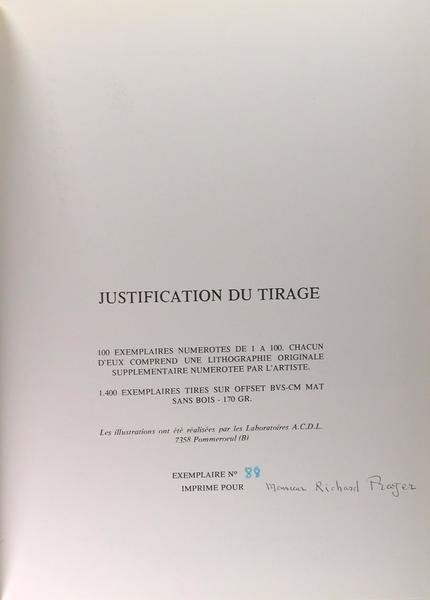 JUSTIFICATION DU TIRAGE
100 EXEMPLAIRES NUMEROTES DE 1 A 100. CHACUN
D'EUX COMPREND UNE LITHOGRAPHIE ORIGINALE
SUPPLEMENTAIRE NUMEROTEE PAR L'ARTISTE.
1.400 EXEMPLAIRES TIRES SUR OFFSET BVS-CM MAT
SANS BOIS - 170 GR.
Les illustrations ont été réalisées par les Laboratoires A.C.D.L.
7358 Pommeroeul (B)
EXEMPLAIRE Nº 88
IMPRIME POUR Monsieur Richard Prager